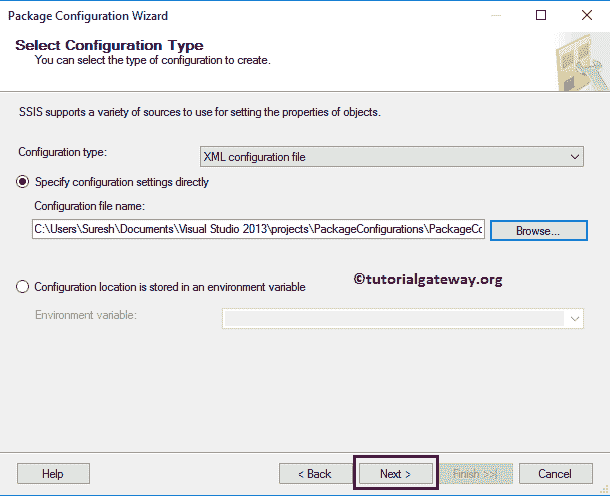 Package Configuration Wizard
Select Configuration Type
You can select the type of configuration to create.
SSIS supports a variety of sources to use for setting the properties of objects.
Configuration type:
XML configuration file
Specify configuration settings directly
Configuration file name:
C:\Users\Suresh\Documents\Visual Studio 2013\projects\PackageConfigurations\PackageCo
Browse...
Configuration location is stored in an environment variable
©tutorialgateway.org
Environment variable:
Help
< Back
Next >
Finish >>|
Cancel